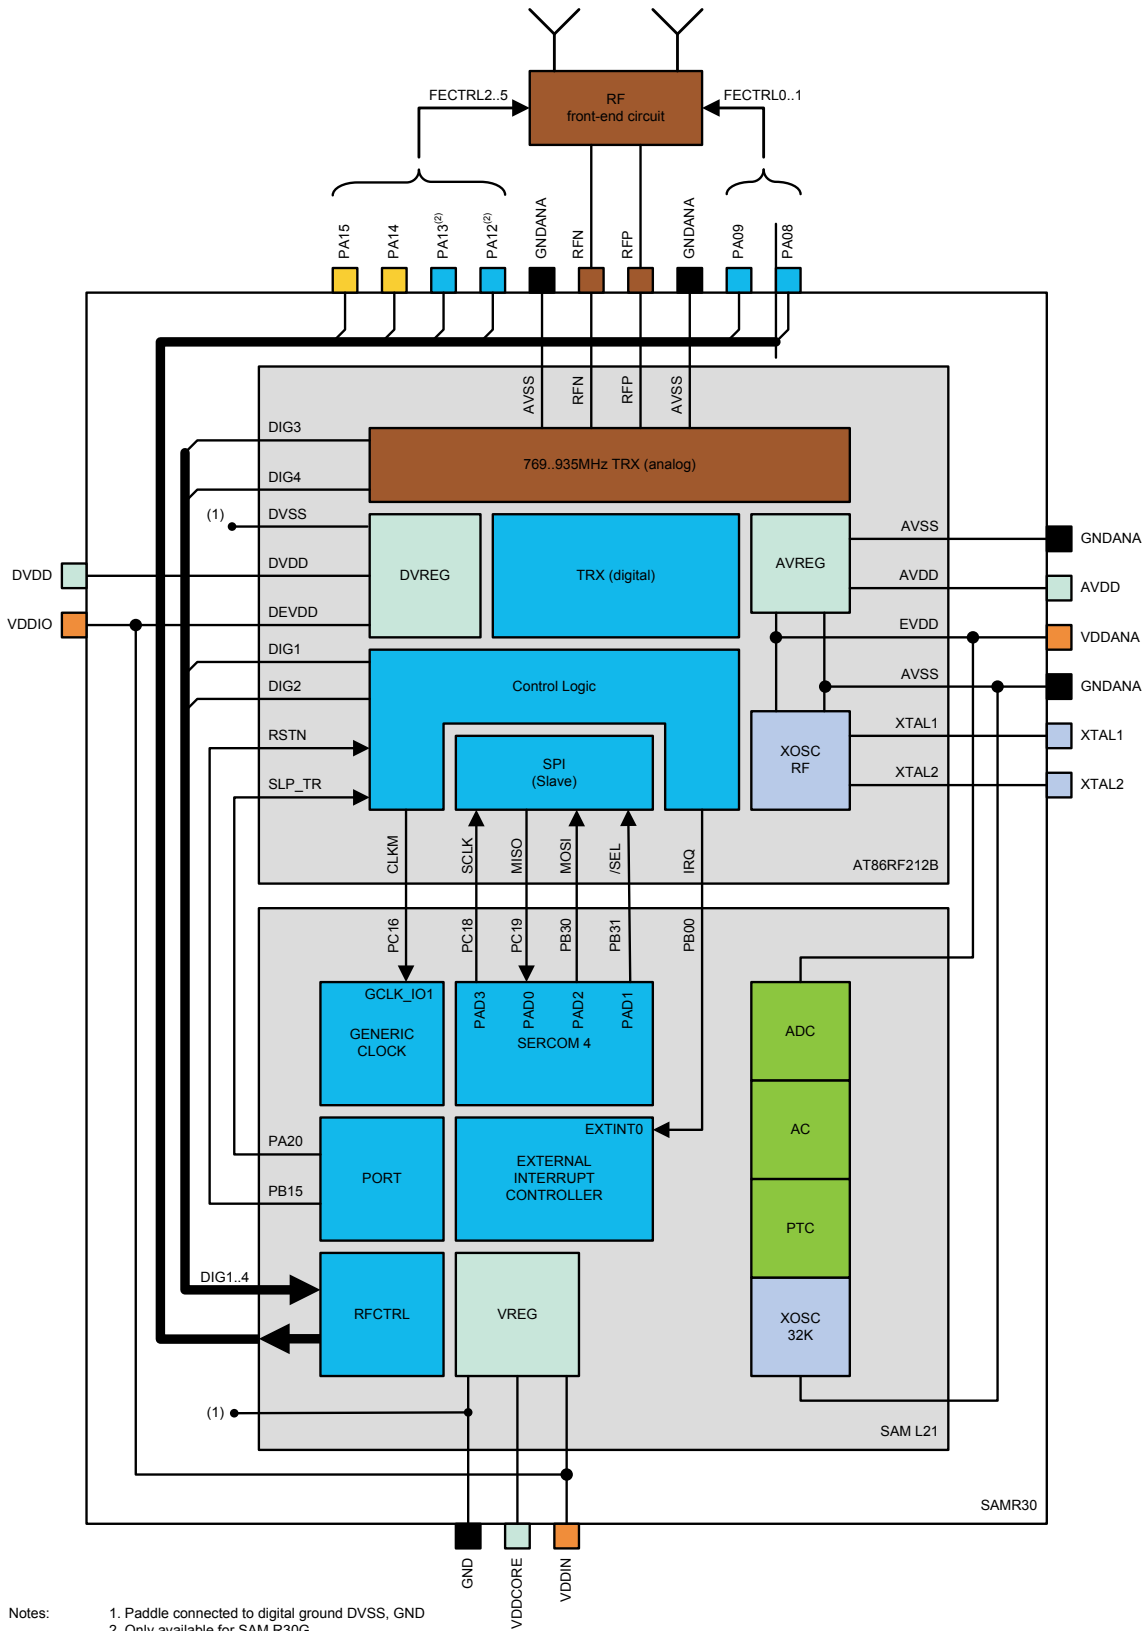 FECTRL2..5
RF
front-end circuit
FECTRL0..1
PA15
PA14
PA13(2)
PA12(2)
GNDANA
RFN
RFP
GNDANA
PA09
PA08
AVSS
RFN
RFP
AVSS
DIG3
769..935MHz TRX (analog)
DIG4
(1)
DVSS
DVDD
DVDD
DVREG
TRX (digital)
AVREG
AVSS
GNDANA
AVDD
AVDD
VDDIO
DEVDD
EVDD
VDDANA
DIG1
Control Logic
AVSS
GNDANA
DIG2
RSTN
SPI
(Slave)
XOSC
RF
XTAL1
XTAL1
SLP_TR
XTAL2
XTAL2
CLKM
SCLK
MISO
MOSI
/SEL
IRQ
AT86RF212B
PC16
PC18
PC19
PB30
PB31
PB00
GCLK_IO1
GENERIC
CLOCK
PAD3
PAD0
PAD2
PAD1
SERCOM 4
ADC
EXTINT0
AC
PA20
PORT
EXTERNAL
INTERRUPT
CONTROLLER
PB15
PTC
DIG1..4
RFCTRL
VREG
XOSC
32K
(1)
SAM L21
SAMR30
GND
VDDCORE
VDDIN
Notes:
1. Paddle connected to digital ground DVSS, GND
2. Only available for SAM R30G